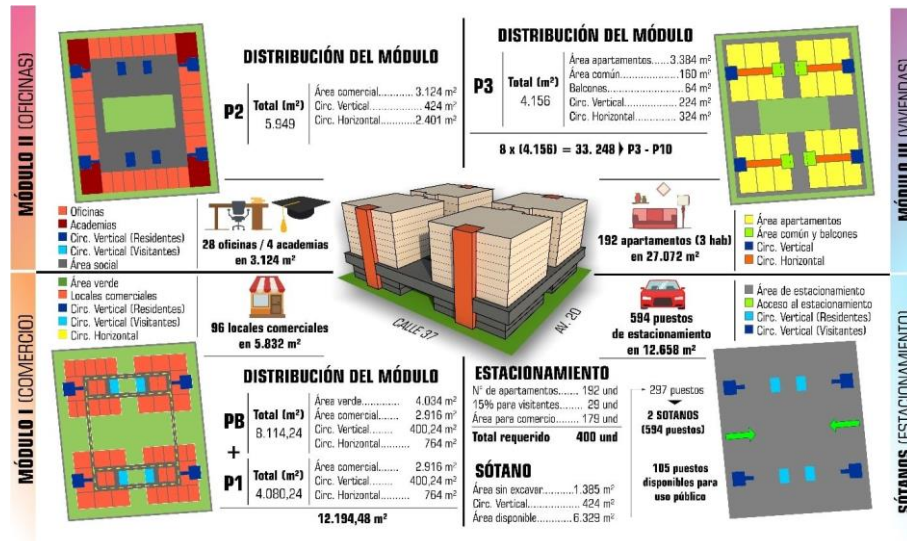 MÓDULO II (OFICINAS)
DISTRIBUCIÓN DEL MÓDULO
P2
Total (m²)
5.949
Área comercial............ 3.124 m²
Circ. Vertical................ 424 m²
Circ. Horizontal............2.401 m²
Oficinas
Academias
Circ. Vertical (Residentes)
Circ. Vertical (Visitantes)
Área social
28 oficinas / 4 academias
en 3.124 m²
DISTRIBUCIÓN DEL MÓDULO
P3
Total (m²)
4.156
Área apartamentos......3.384 m²
Área común................160 m²
Balcones.....................64 m²
Circ. Vertical...............224 m²
Circ. Horizontal...........324 m²
8 x (4.156) = 33. 248 P3 - P10
MÓDULO III (VIVIENDAS)
192 apartamentos (3 hab)
en 27.072 m²
Área apartamentos
Área común y balcones
Circ. Vertical
Circ. Horizontal
CALLE 37
AV. 20
MÓDULO I (COMERCIO)
Área verde
Locales comerciales
Circ. Vertical (Residentes)
Circ. Vertical (Visitantes)
Circ. Horizontal
96 locales comerciales
en 5.832 m²
DISTRIBUCIÓN DEL MÓDULO
PB
Total (m²)
8.114,24
Área verde............. 4.034 m²
Área comercial....... 2.916 m²
Circ. Vertical........400,24 m²
Circ. Horizontal......... 764 m²
+
P1
Total (m²)
4.080,24
Área comercial....... 2.916 m²
Circ. Vertical........400,24 m²
Circ. Horizontal......... 764 m²
12.194,48 m²
594 puestos
de estacionamiento
en 12.658 m²
Área de estacionamiento
Acceso al estacionamiento
Circ. Vertical (Residentes)
Circ. Vertical (Visitantes)
ESTACIONAMIENTO
N° de apartamentos...... 192 und
15% para visitantes ...... 29 und
Área para comercio ...... 179 und
Total requerido 400 und
297 puestos
2 SOTANOS
(594 puestos)
105 puestos
disponibles para
uso público
SÓTANO
Área sin excavar...........1.385 m²
Circ. Vertical................. 424 m²
Área disponible.............6.329 m²
SÓTANOS (ESTACIONAMIENTO)